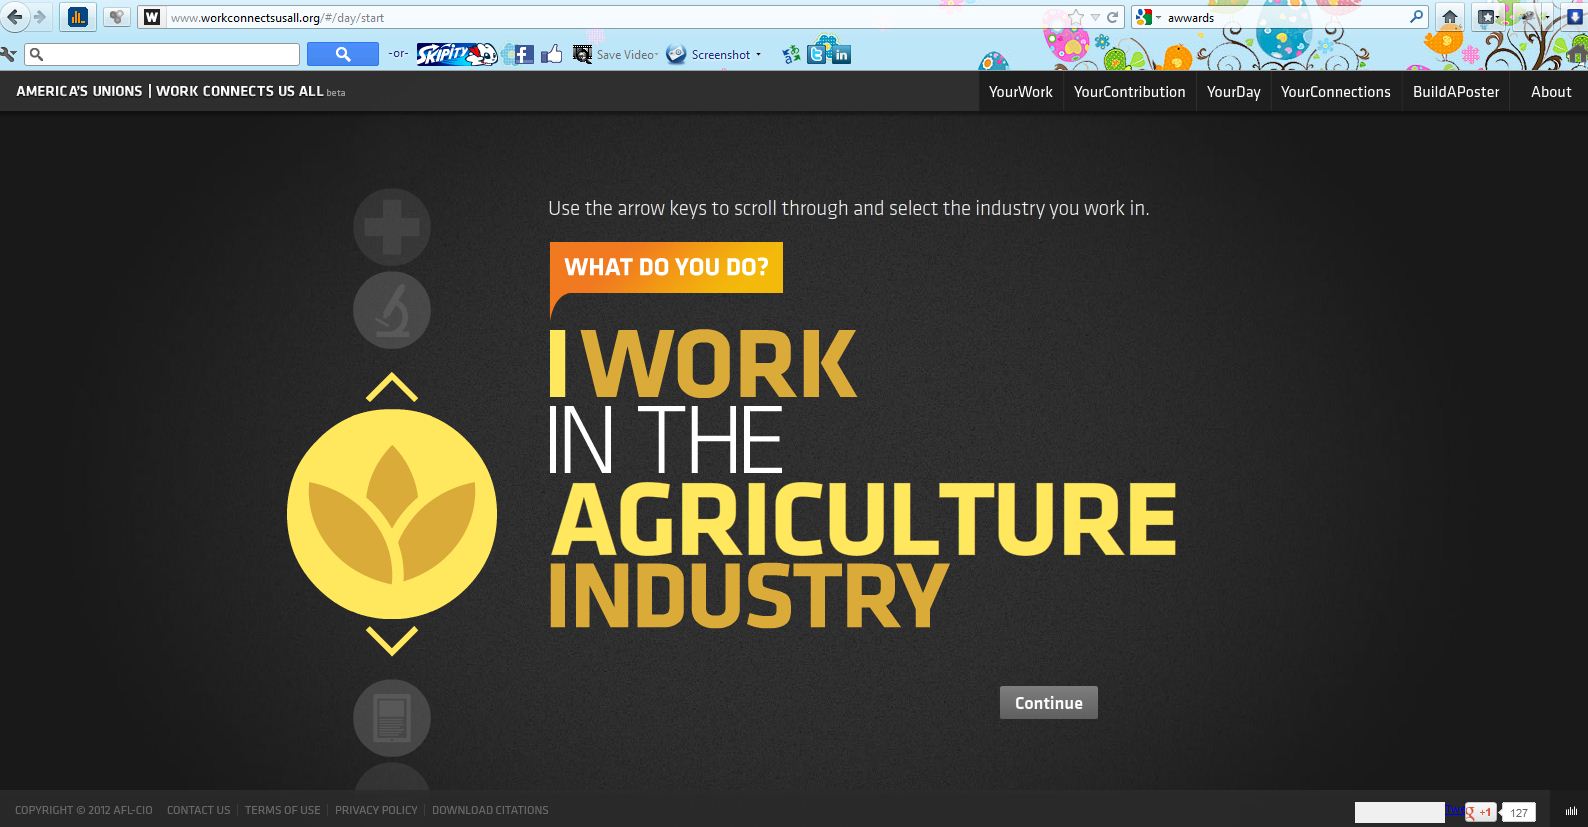 www.workconnectsusall.org/#/day/start
awwards
-or-
SKIPITY
Save Video
Screenshot
AMERICA'S UNIONS | WORK CONNECTS US ALL beta
YourWork
YourContribution
YourDay
YourConnections
BuildAPoster
About
Use the arrow keys to scroll through and select the industry you work in.
WHAT DO YOU DO?
I WORK
IN THE
AGRICULTURE
INDUSTRY
Continue
COPYRIGHT © 2012 AFL-CIO
CONTACT US
TERMS OF USE
PRIVACY POLICY
DOWNLOAD CITATIONS
+1
127